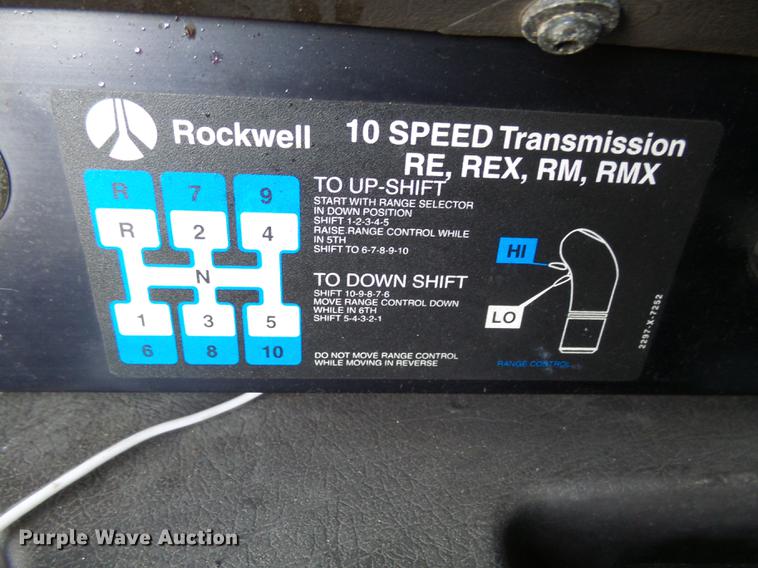 Rockwell 10 SPEED Transmission
RE, REX, RM, RMX
R 7 9
R 2 4
N
1 3 5
6 8 10
TO UP-SHIFT
START WITH RANGE SELECTOR
IN DOWN POSITION
SHIFT 1-2-3-4-5
RAISE RANGE CONTROL WHILE
IN 5TH
SHIFT TO 6-7-8-9-10
TO DOWN SHIFT
SHIFT 10-9-8-7-6
MOVE RANGE CONTROL DOWN
WHILE IN 6TH
SHIFT 5-4-3-2-1
DO NOT MOVE RANGE CONTROL
WHILE MOVING IN REVERSE
HI
LO
RANGE CONTROL
2297-X-7252
Purple Wave Auction